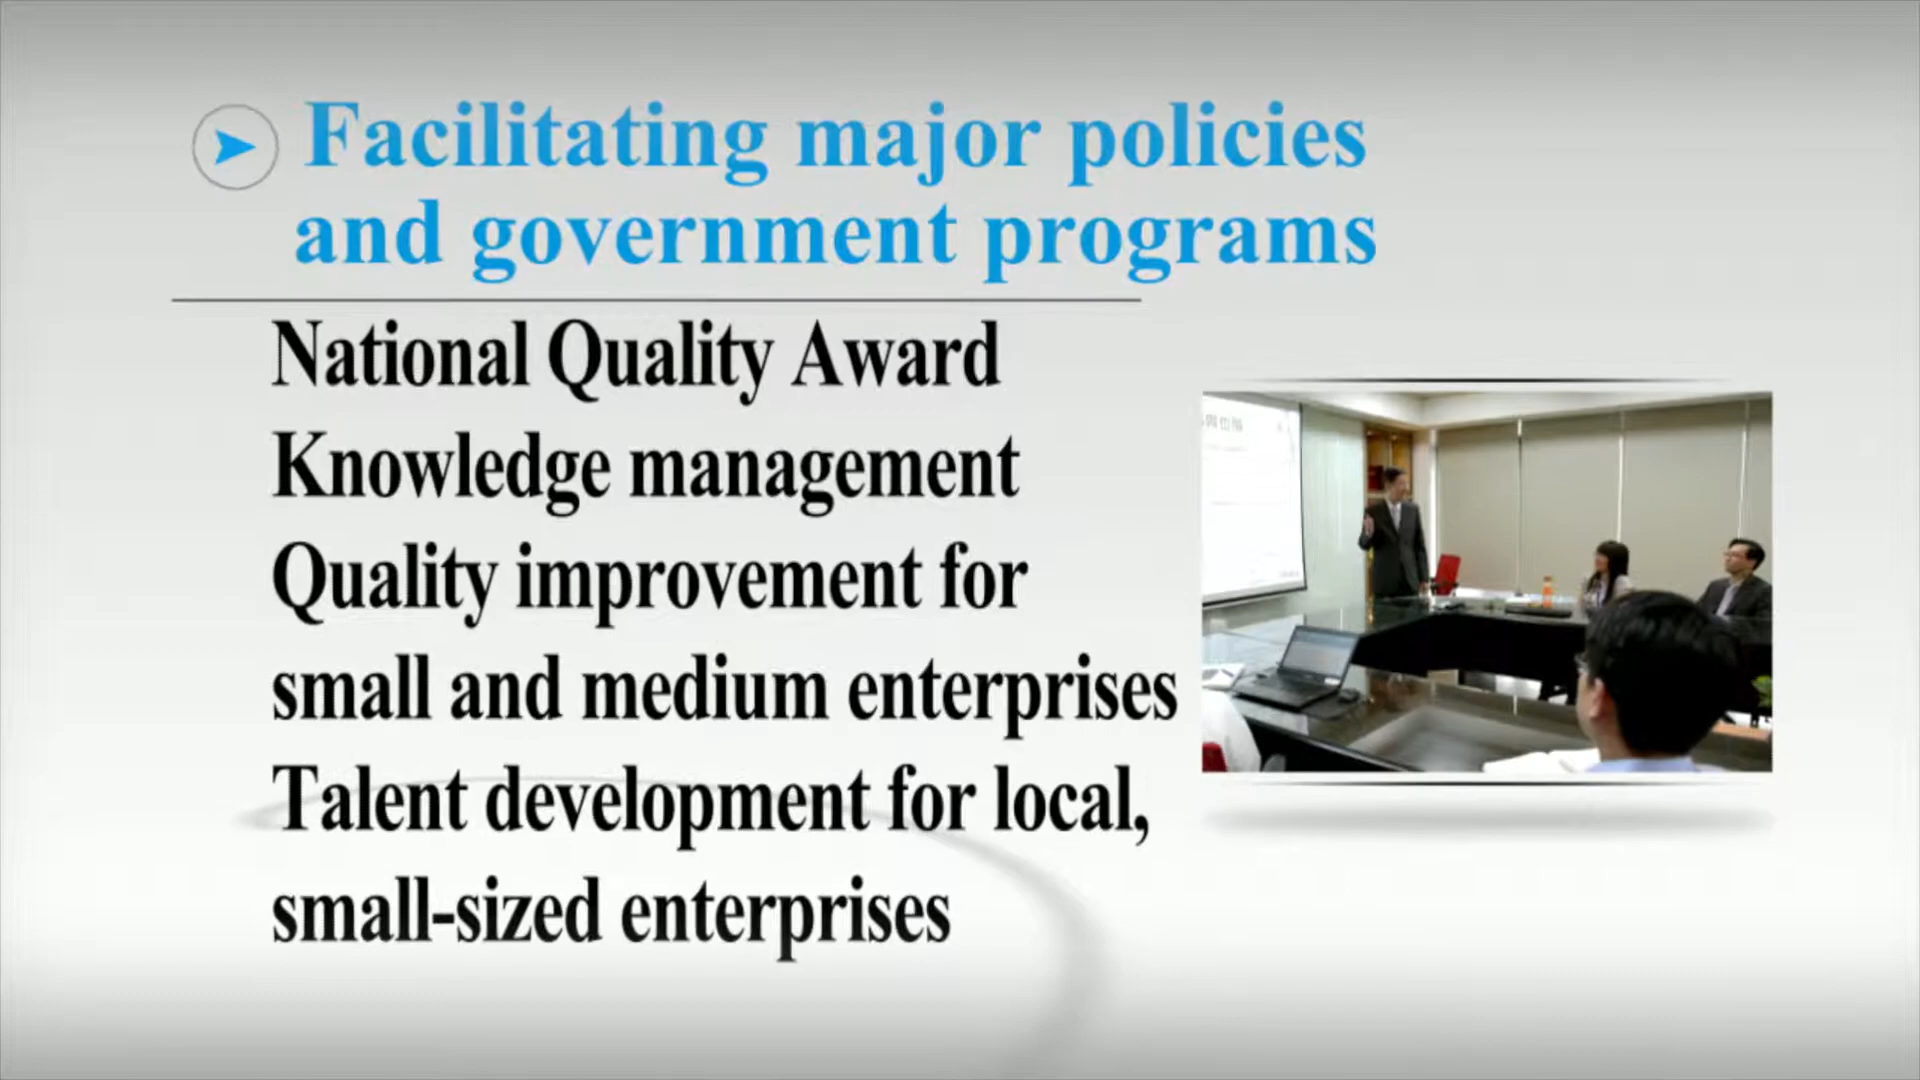 Facilitating major policies
and government programs
National Quality Award
Knowledge management
Quality improvement for
small and medium enterprises
Talent development for local,
small-sized enterprises